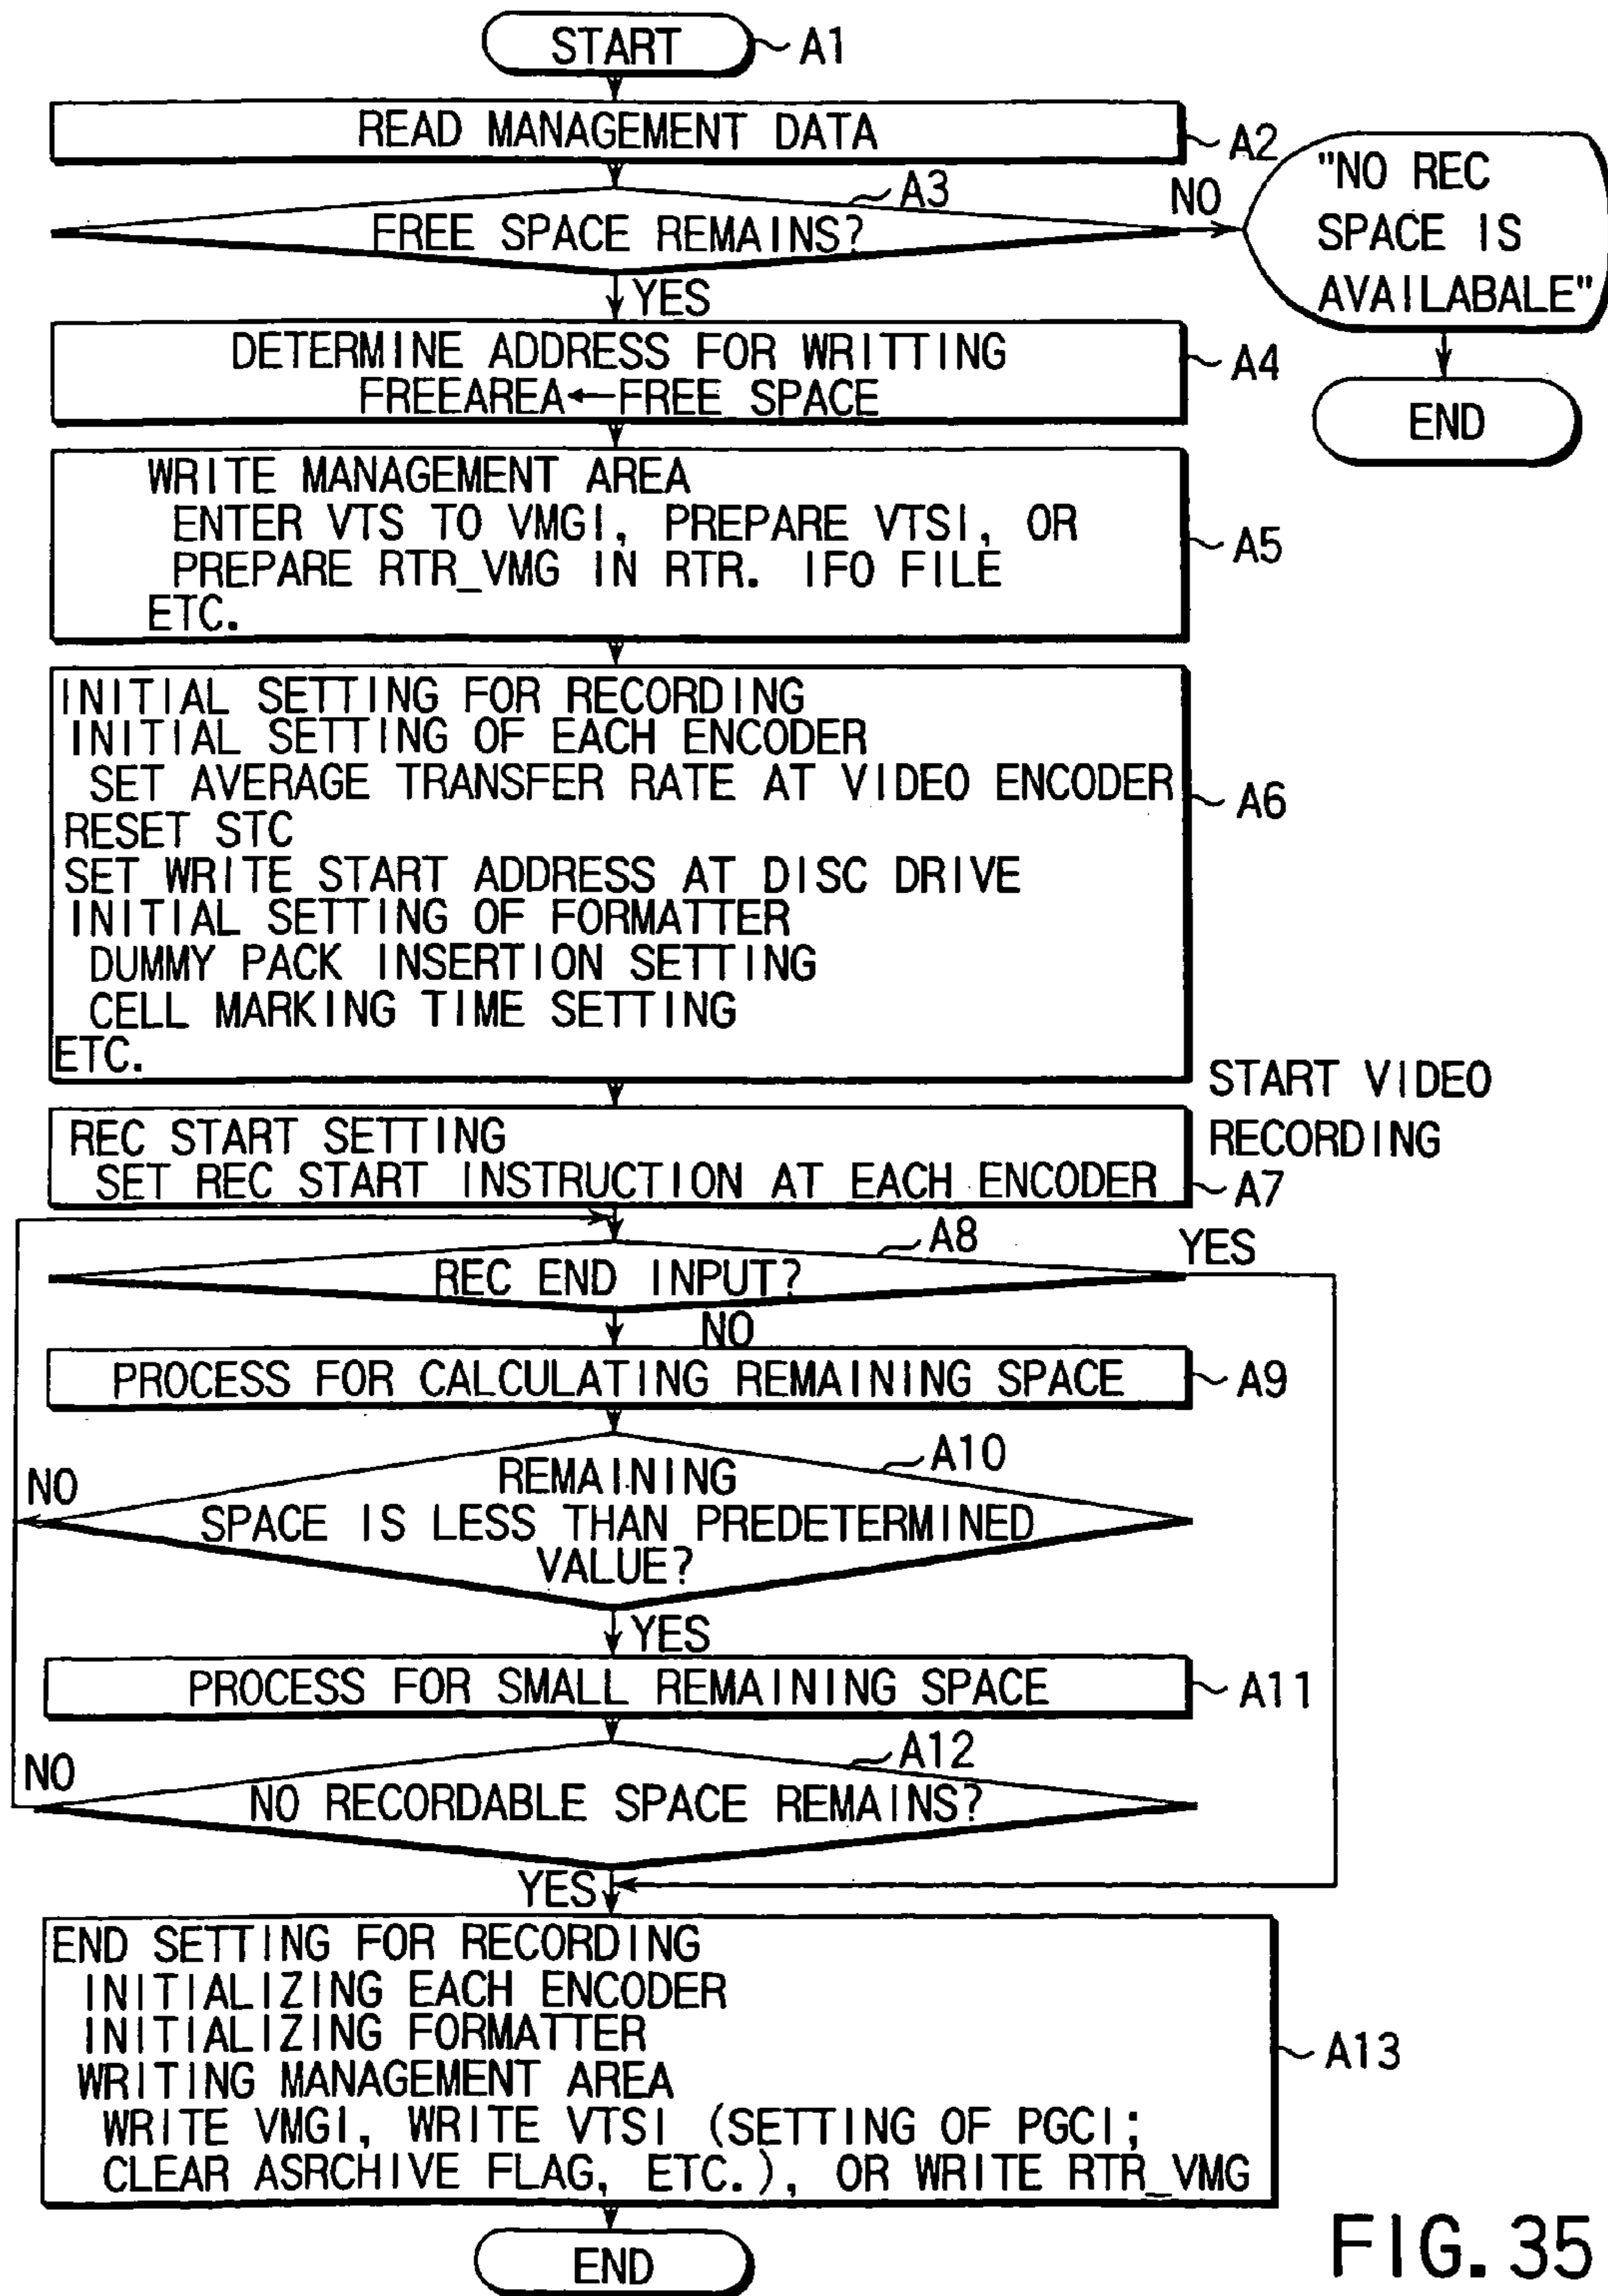 START
A1
READ MANAGEMENT DATA
A2
A3
FREE SPACE REMAINS?
NO
"NO REC
SPACE IS
AVAILABALE"
END
YES
DETERMINE ADDRESS FOR WRITTING
FREEAREA←FREE SPACE
A4
WRITE MANAGEMENT AREA
ENTER VTS TO VMGI, PREPARE VTSI, OR
PREPARE RTR_VMG IN RTR. IFO FILE
ETC.
A5
INITIAL SETTING FOR RECORDING
INITIAL SETTING OF EACH ENCODER
SET AVERAGE TRANSFER RATE AT VIDEO ENCODER
RESET STC
SET WRITE START ADDRESS AT DISC DRIVE
INITIAL SETTING OF FORMATTER
DUMMY PACK INSERTION SETTING
CELL MARKING TIME SETTING
ETC.
A6
START VIDEO
RECORDING
REC START SETTING
SET REC START INSTRUCTION AT EACH ENCODER
A7
A8
REC END INPUT?
YES
NO
PROCESS FOR CALCULATING REMAINING SPACE
A9
A10
NO
REMAINING
SPACE IS LESS THAN PREDETERMINED
VALUE?
YES
PROCESS FOR SMALL REMAINING SPACE
A11
A12
NO
NO RECORDABLE SPACE REMAINS?
YES
END SETTING FOR RECORDING
INITIALIZING EACH ENCODER
INITIALIZING FORMATTER
WRITING MANAGEMENT AREA
WRITE VMGI, WRITE VTSI (SETTING OF PGCI;
CLEAR ASRCHIVE FLAG, ETC.), OR WRITE RTR_VMG
A13
END
FIG. 35